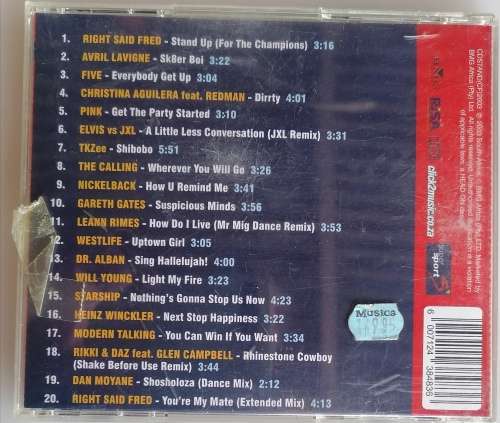 1. RIGHT SAID FRED - Stand Up (For The Champions) 3:16
2. AVRIL LAVIGNE - Sk8er Boi 3:22
3. FIVE - Everybody Get Up 3:04
4. CHRISTINA AGUILERA feat. REDMAN - Dirrty 4:01
5. PINK - Get The Party Started 3:10
6. ELVIS vs JXL - A Little Less Conversation (JXL Remix) 3:31
7. TKZee - Shibobo 5:51
8. THE CALLING - Wherever You Will Go 3:26
9. NICKELBACK - How U Remind Me 3:41
10. GARETH GATES - Suspicious Minds 3:56
11. LEANN RIMES - How Do I Live (Mr Mig Dance Remix) 3:53
12. WESTLIFE - Uptown Girl 3:05
13. DR. ALBAN - Sing Hallelujah! 4:23
14. WILL YOUNG - Light My Fire 3:23
15. STARSHIP - Nothing's Gonna Stop Us Now 4:23
16. HEINZ WINCKLER - Next Stop Happiness 3:22
17. MODERN TALKING - You Can Win If You Want 3:34
18. RIKKI & DAZ feat. GLEN CAMPBELL - Rhinestone Cowboy
(Shake Before Use Remix) 3:44
19. DAN MOYANE - Shosholoza (Dance Mix) 2:12
20. RIGHT SAID FRED - You're My Mate (Extended Mix) 4:13
Musica
click2music.co.za
sport
6 007124 384836